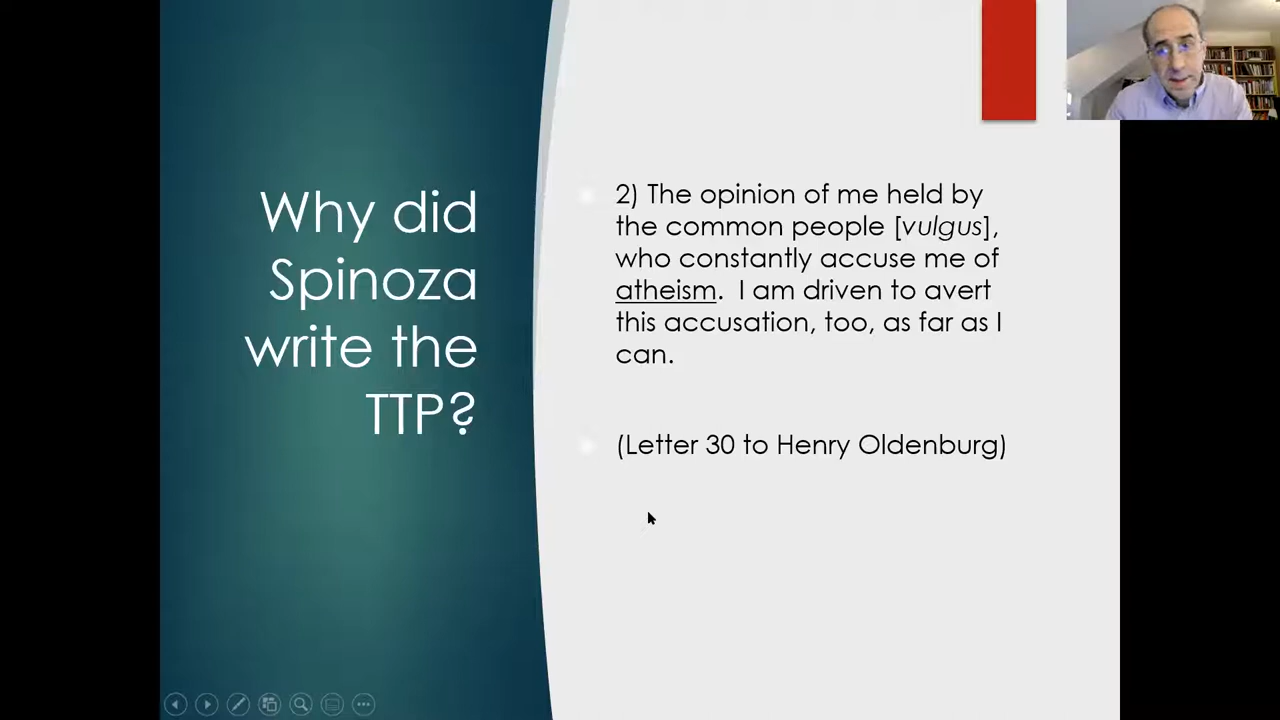 Why did
Spinoza
write the
TTP?
2) The opinion of me held by
the common people [vulgus],
who constantly accuse me of
atheism.  I am driven to avert
this accusation, too, as far as I
can.
(Letter 30 to Henry Oldenburg)